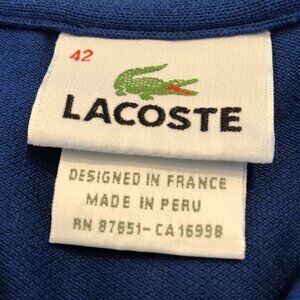 42
LACOSTE
DESIGNED IN FRANCE
MADE IN PERU
RN 87651-CA 16998